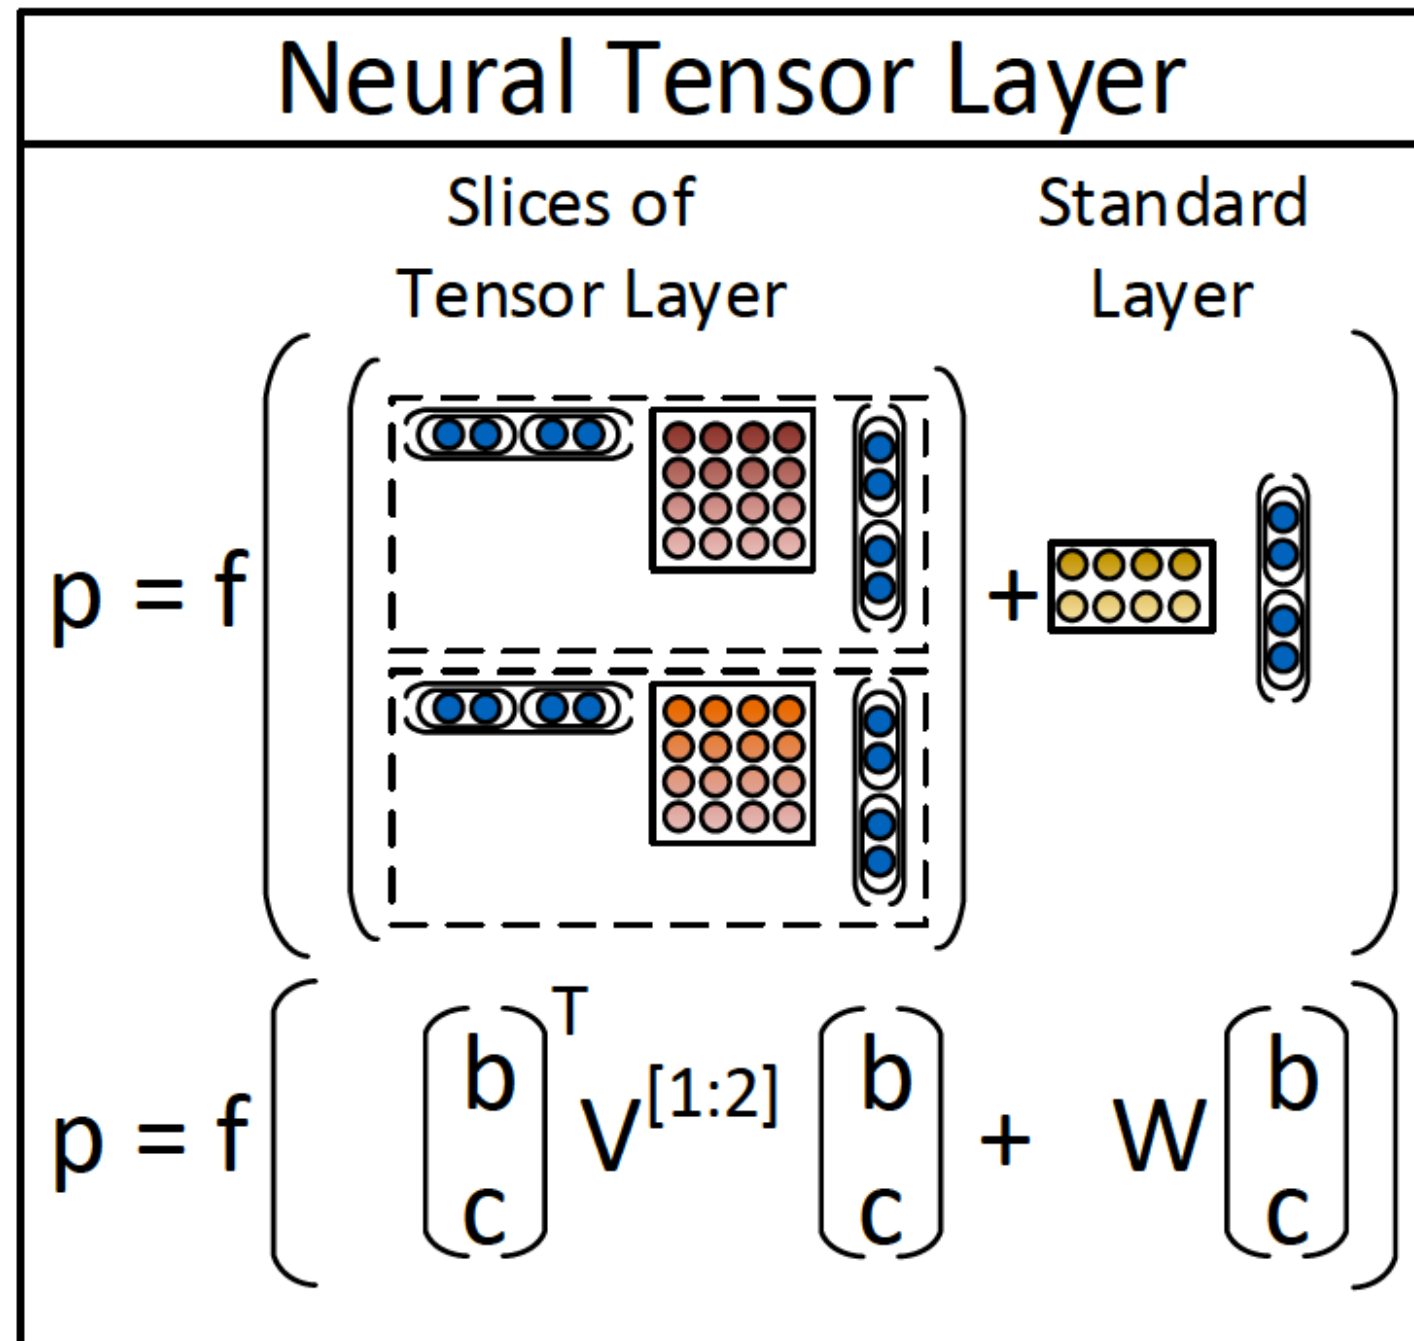 Neural Tensor Layer
Slices of Tensor Layer
Standard Layer
p = f ( ( ) + )
p = f ( [b c]^T V^[1:2] [b c] + W [b c] )